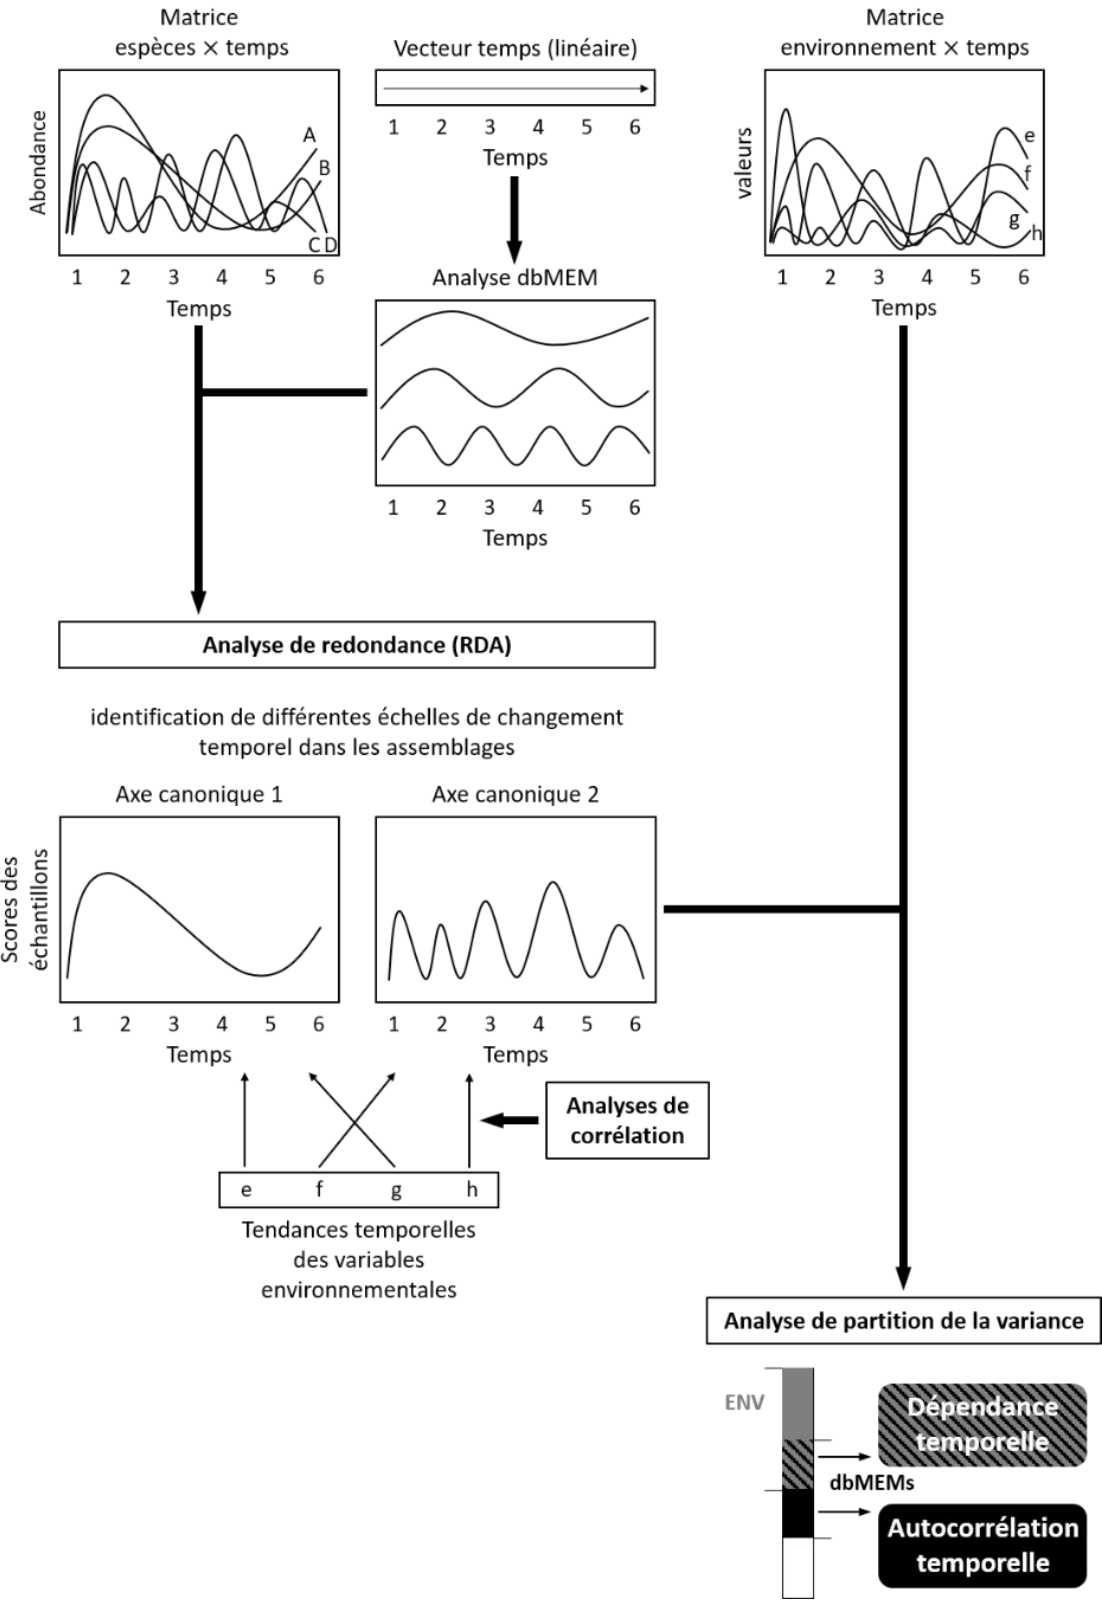 Matrice
espèces × temps
Abondance
A
B
C D
1 2 3 4 5 6
Temps
Vecteur temps (linéaire)
1 2 3 4 5 6
Temps
Matrice
environnement × temps
valeurs
e
f
g
h
1 2 3 4 5 6
Temps
Analyse dbMEM
1 2 3 4 5 6
Temps
Analyse de redondance (RDA)
identification de différentes échelles de changement
temporel dans les assemblages
Axe canonique 1
Scores des
échantillons
1 2 3 4 5 6
Temps
Axe canonique 2
1 2 3 4 5 6
Temps
Analyses de
corrélation
e f g h
Tendances temporelles
des variables
environnementales
Analyse de partition de la variance
ENV
Dépendance
temporelle
dbMEMs
Autocorrélation
temporelle